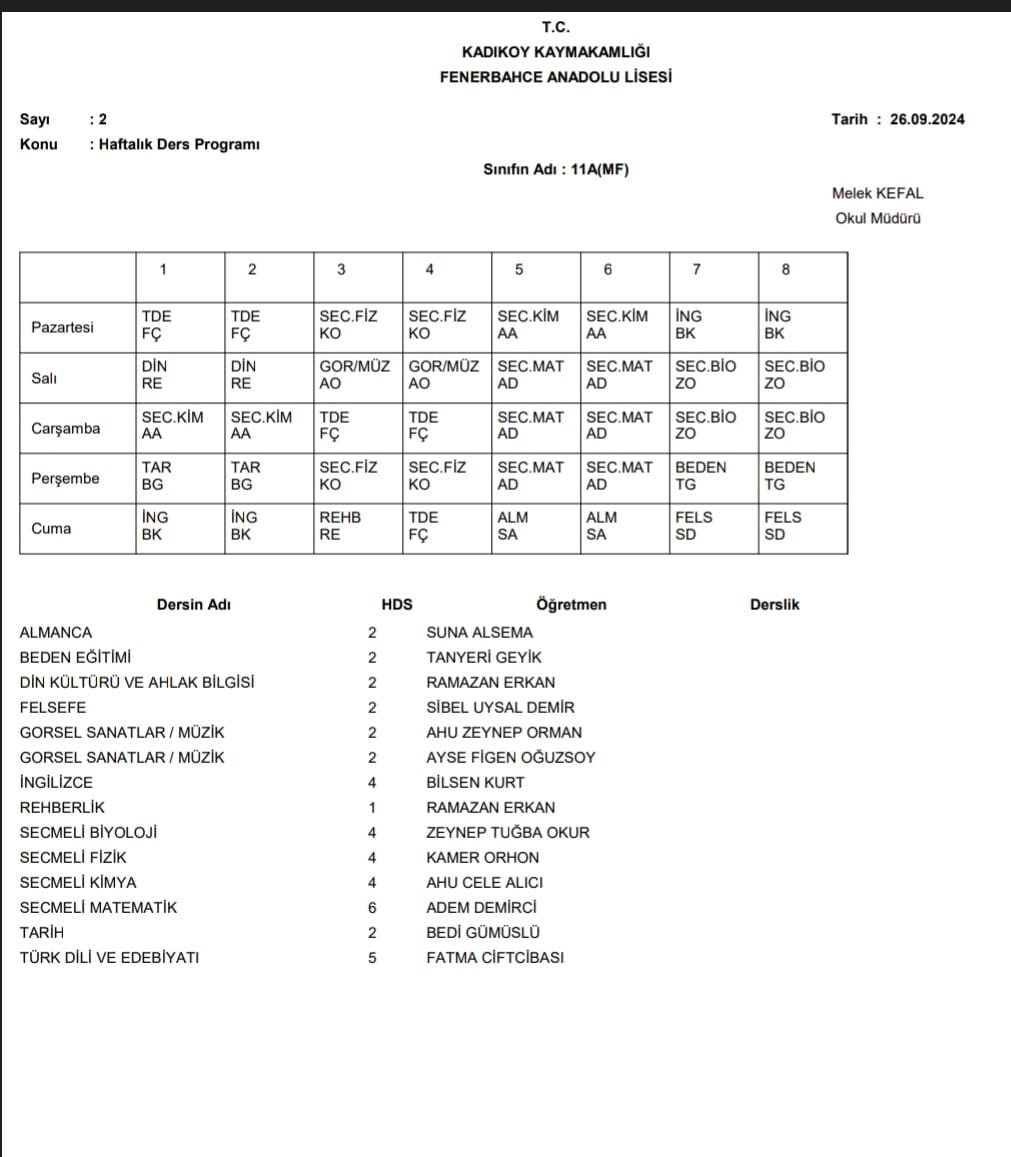 T.C.
KADIKOY KAYMAKAMLIĞI
FENERBAHCE ANADOLU LİSESİ
Sayı : 2 Tarih : 26.09.2024
Konu : Haftalık Ders Programı
Sınıfın Adı : 11A(MF)
Melek KEFAL
Okul Müdürü
1 2 3 4 5 6 7 8
Pazartesi
TDE TDE SEC.FİZ SEC.FİZ SEC.KİM SEC.KİM İNG İNG
FÇ FÇ KO KO AA AA BK BK
Salı
DİN DİN GOR/MÜZ GOR/MÜZ SEC.MAT SEC.MAT SEC.BİO SEC.BİO
RE RE AO AO AD AD ZO ZO
Çarşamba
SEC.KİM SEC.KİM TDE TDE SEC.MAT SEC.MAT SEC.BİO SEC.BİO
AA AA FÇ FÇ AD AD ZO ZO
Perşembe
TAR TAR SEC.FİZ SEC.FİZ SEC.MAT SEC.MAT BEDEN BEDEN
BG BG KO KO AD AD TG TG
Cuma
İNG İNG REHB TDE ALM ALM FELS FELS
BK BK RE FÇ SA SA SD SD
Dersin Adı HDS Öğretmen Derslik
ALMANCA 2 SUNA ALSEMA
BEDEN EĞİTİMİ 2 TANYERİ GEYİK
DİN KÜLTÜRÜ VE AHLAK BİLGİSİ 2 RAMAZAN ERKAN
FELSEFE 2 SİBEL UYSAL DEMİR
GORSEL SANATLAR / MÜZİK 2 AHU ZEYNEP ORMAN
GORSEL SANATLAR / MÜZİK 2 AYSE FİGEN OĞUZSOY
İNGİLİZCE 4 BİLSEN KURT
REHBERLİK 1 RAMAZAN ERKAN
SECMELİ BİYOLOJİ 4 ZEYNEP TUĞBA OKUR
SECMELİ FİZİK 4 KAMER ORHON
SECMELİ KİMYA 4 AHU CELE ALICI
SECMELİ MATEMATİK 6 ADEM DEMİRCİ
TARİH 2 BEDİ GÜMÜSLÜ
TÜRK DİLİ VE EDEBİYATI 5 FATMA CİFTCİBASI